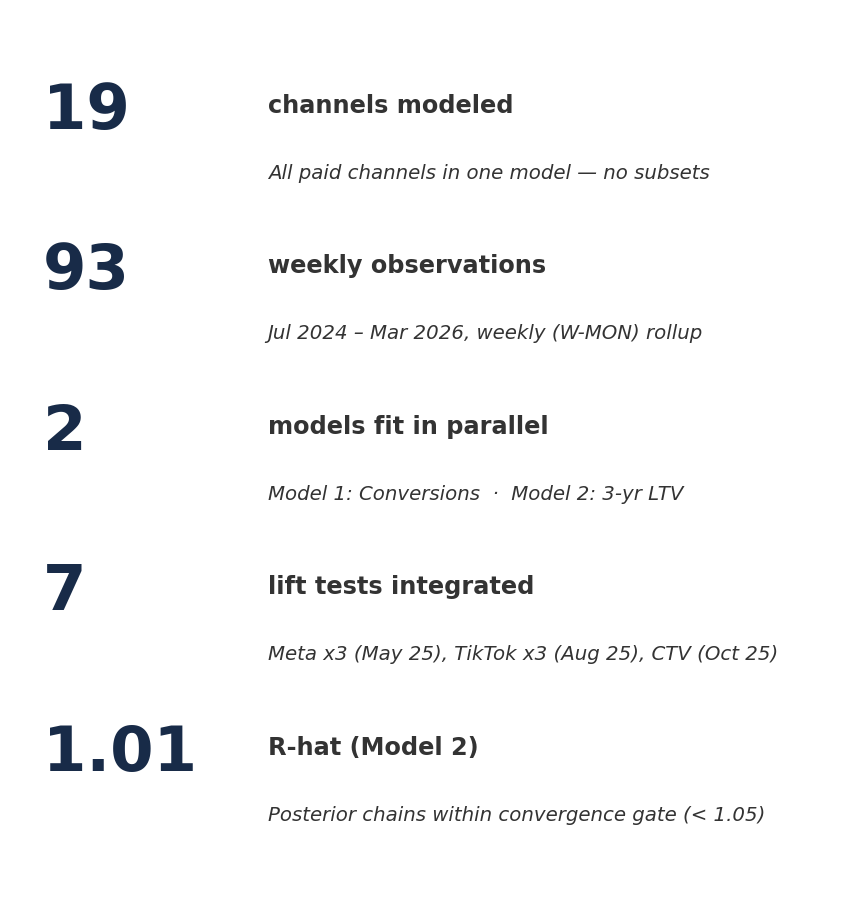 19
channels modeled
All paid channels in one model — no subsets
93
weekly observations
Jul 2024 – Mar 2026, weekly (W-MON) rollup
2
models fit in parallel
Model 1: Conversions · Model 2: 3-yr LTV
7
lift tests integrated
Meta x3 (May 25), TikTok x3 (Aug 25), CTV (Oct 25)
1.01
R-hat (Model 2)
Posterior chains within convergence gate (< 1.05)